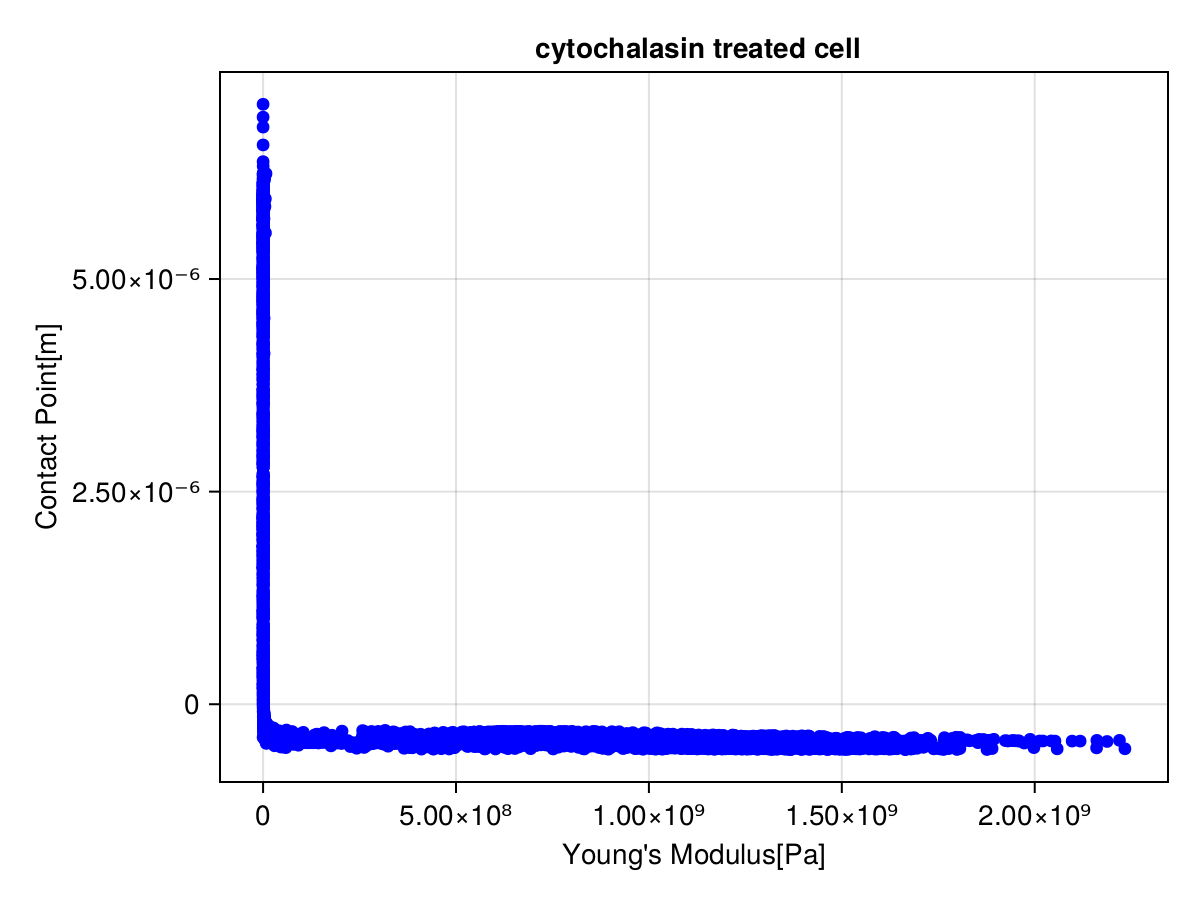 cytochalasin treated cell
Contact Point[m]
5.00×10⁻⁶
2.50×10⁻⁶
0
0
5.00×10⁸
1.00×10⁹
1.50×10⁹
2.00×10⁹
Young's Modulus[Pa]